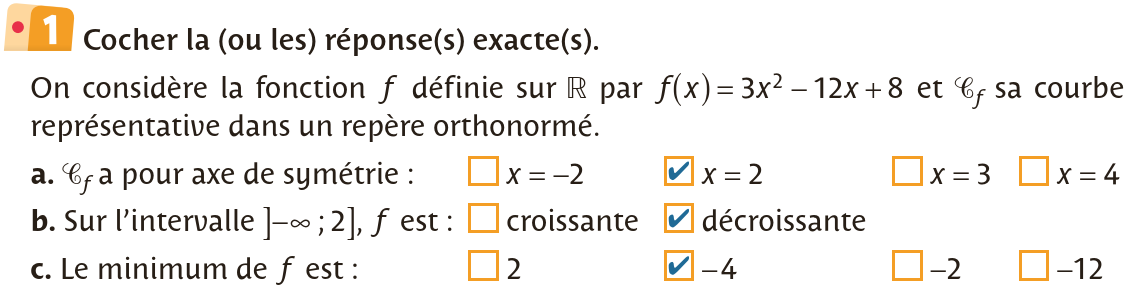 1 Cocher la (ou les) réponse(s) exacte(s).
On considère la fonction f définie sur ℝ par f(x) = 3x² – 12x + 8 et 𝒞f sa courbe
représentative dans un repère orthonormé.
a. 𝒞f a pour axe de symétrie : ☐ x = –2 ☑ x = 2 ☐ x = 3 ☐ x = 4
b. Sur l’intervalle ]–∞ ; 2], f est : ☐ croissante ☑ décroissante
c. Le minimum de f est : ☐ 2 ☑ –4 ☐ –2 ☐ –12